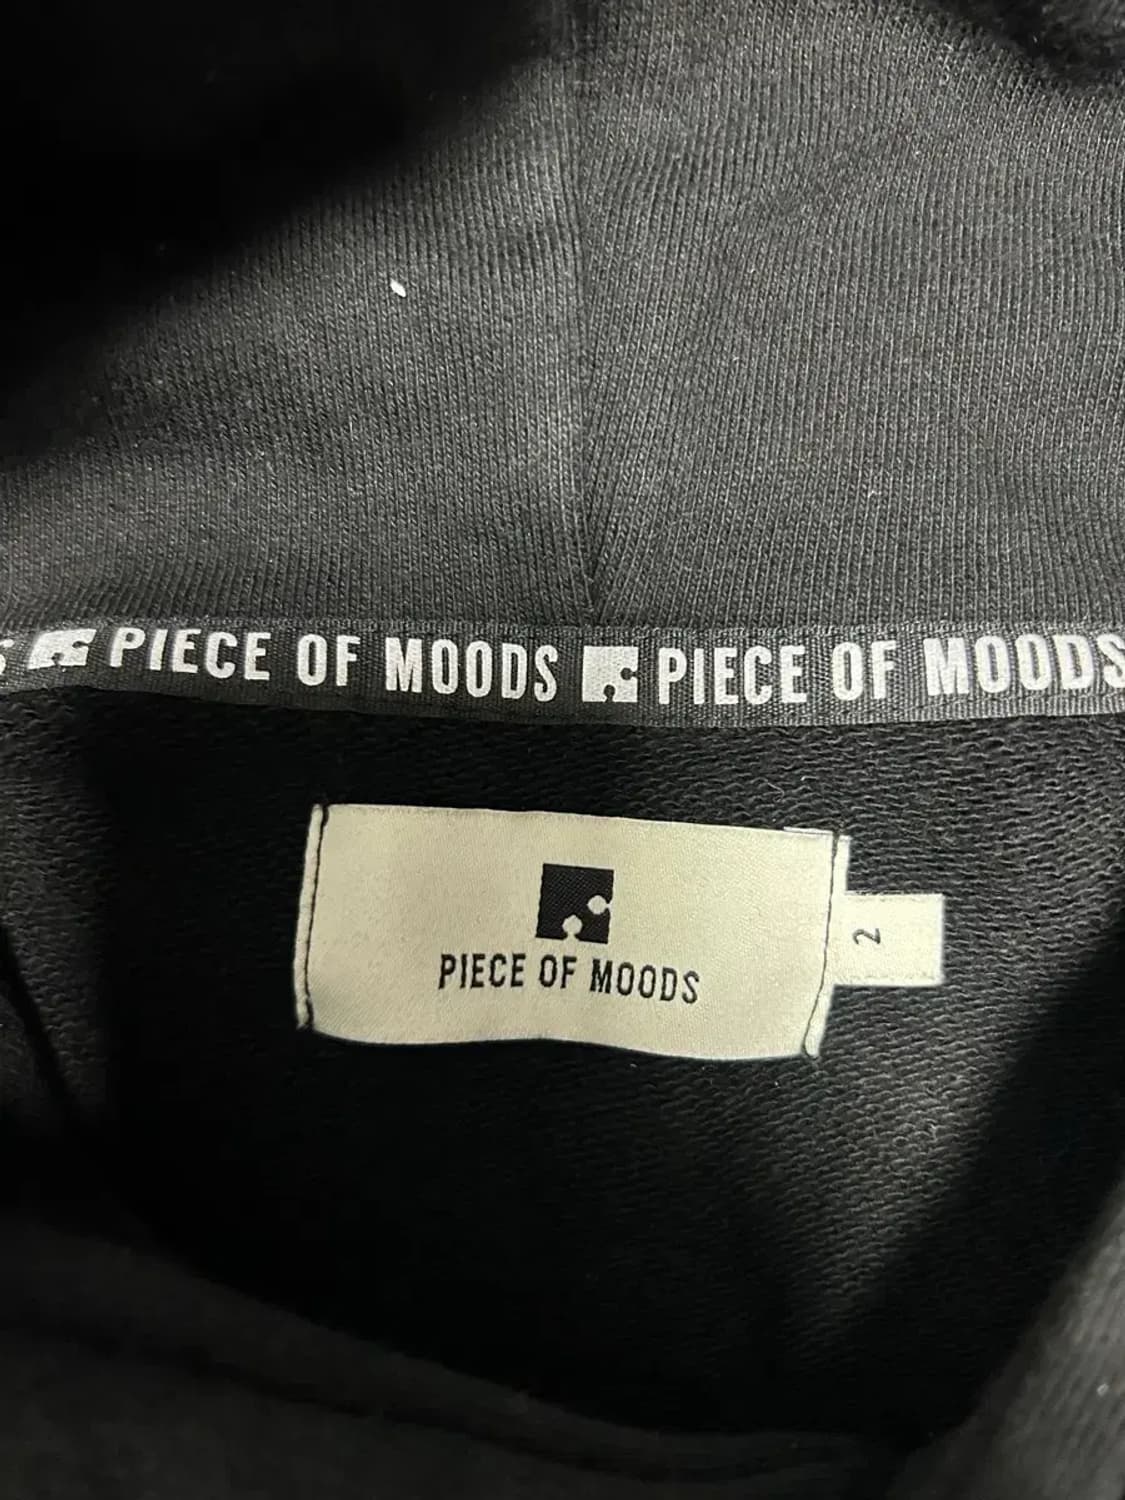 S PIECE OF MOODS PIECE OF MOODS
PIECE OF MOODS
2